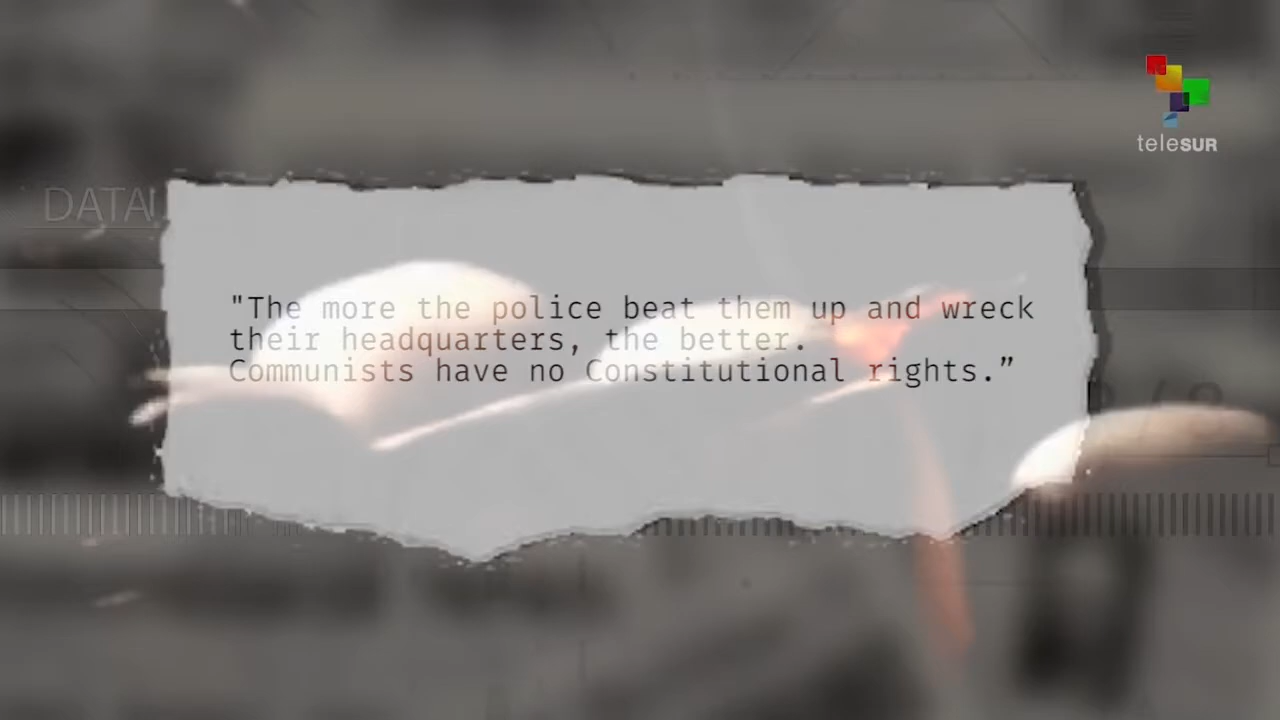 teleSUR
DATA
"The more the police beat them up and wreck
their headquarters, the better.
Communists have no Constitutional rights.”